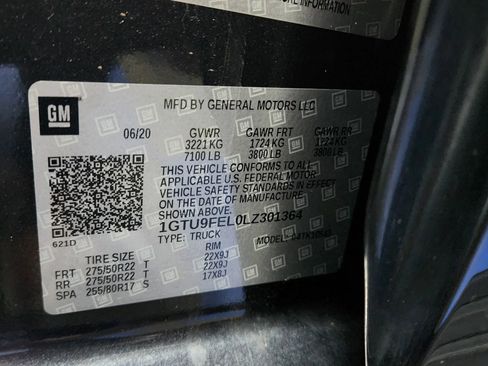 RE INFORMATION
GM
MFD BY GENERAL MOTORS LLC
06/20 GVWR GAWR FRT GAWR RR
3221 KG 1724 KG 1724 KG
7100 LB 3800 LB 3800 LB
THIS VEHICLE CONFORMS TO ALL
APPLICABLE U.S. FEDERAL MOTOR
VEHICLE SAFETY STANDARDS IN EFFECT
ON THE DATE OF MANUFACTURE
SHOWN ABOVE.
1GTU9FEL0LZ301364
TYPE: TRUCK MODEL:
621D
TIRE SIZE RIM
FRT 275/50R22 T 22X9J
RR 275/50R22 T 22X9J
SPA 255/80R17 S 17X8J